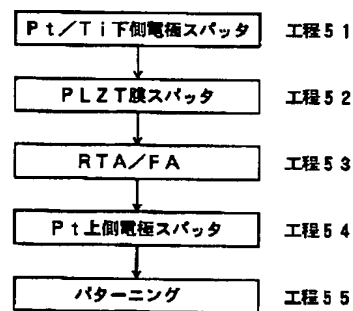 Pt／Ti下側電極スパッタ 工程51
PLZT膜スパッタ 工程52
RTA／FA 工程53
Pt上側電極スパッタ 工程54
パターニング 工程55